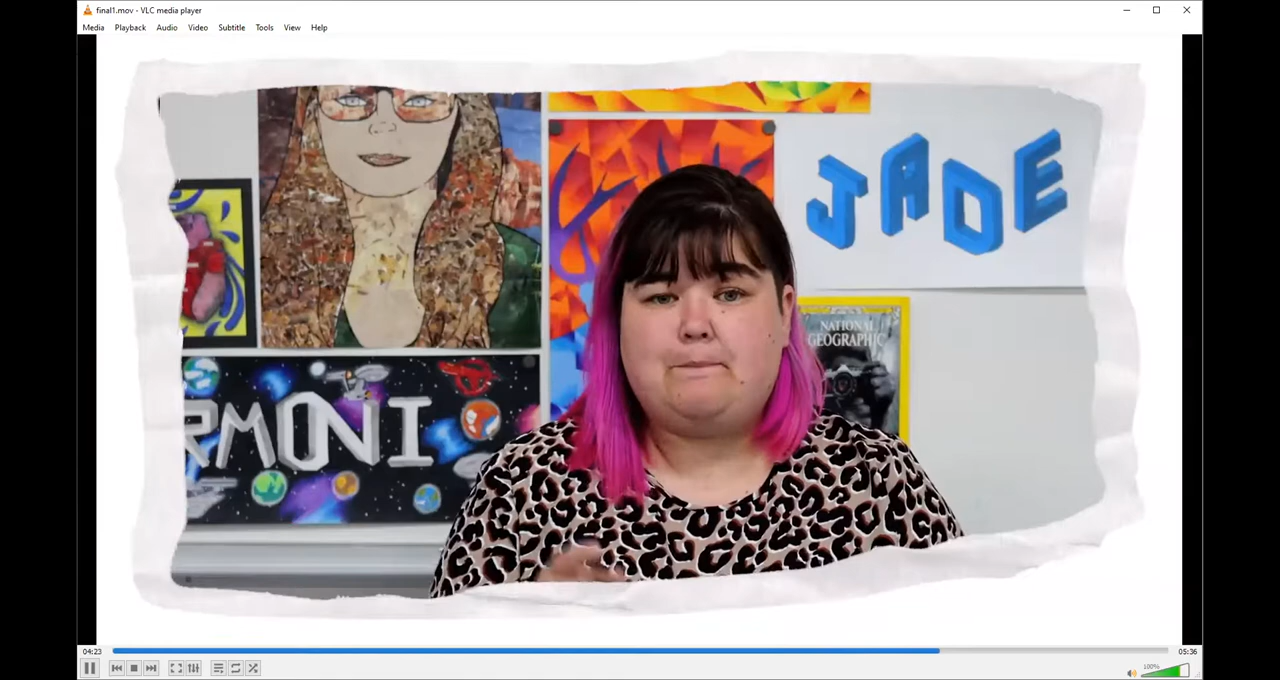 final1.mov - VLC media player
Media Playback Audio Video Subtitle Tools View Help
JADE
NATIONAL
GEOGRAPHIC
RMONI
04:23
05:36
100%